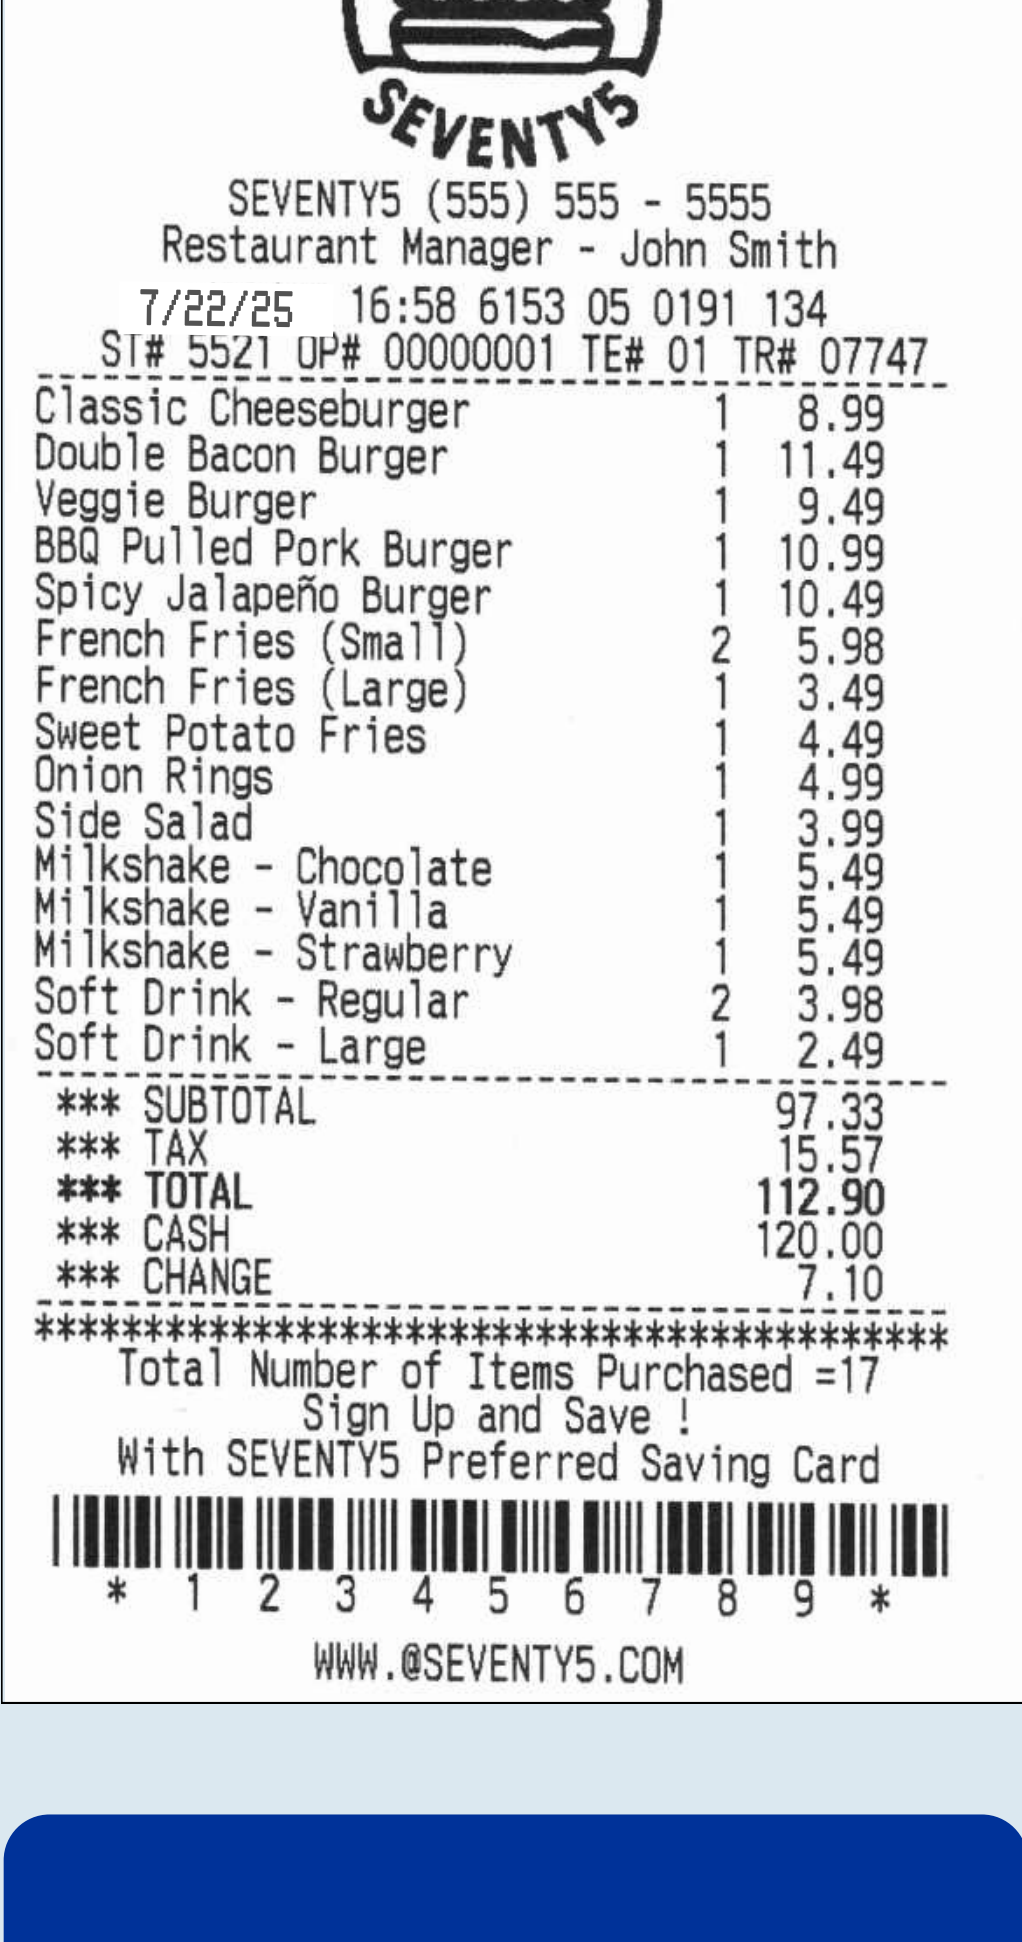 SEVENTY5
SEVENTY5 (555) 555 - 5555
Restaurant Manager - John Smith
7/22/25 16:58 6153 05 0191 134
ST# 5521 OP# 00000001 TE# 01 TR# 07747
Classic Cheeseburger 1 8.99
Double Bacon Burger 1 11.49
Veggie Burger 1 9.49
BBQ Pulled Pork Burger 1 10.99
Spicy Jalapeño Burger 1 10.49
French Fries (Small) 2 5.98
French Fries (Large) 1 3.49
Sweet Potato Fries 1 4.49
Onion Rings 1 4.99
Side Salad 1 3.99
Milkshake - Chocolate 1 5.49
Milkshake - Vanilla 1 5.49
Milkshake - Strawberry 1 5.49
Soft Drink - Regular 2 3.98
Soft Drink - Large 1 2.49
*** SUBTOTAL 97.33
*** TAX 15.57
*** TOTAL 112.90
*** CASH 120.00
*** CHANGE 7.10
******************************************
Total Number of Items Purchased =17
Sign Up and Save !
With SEVENTY5 Preferred Saving Card
* 1 2 3 4 5 6 7 8 9 *
WWW.@SEVENTY5.COM